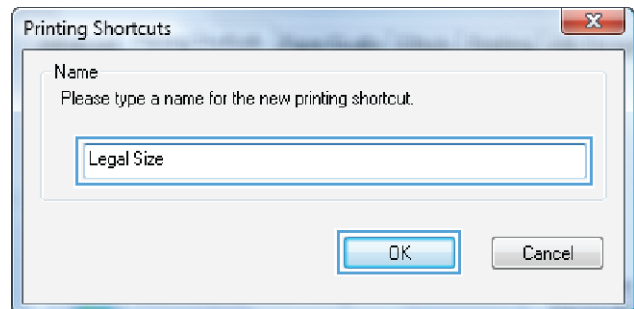 Printing Shortcuts
Name
Please type a name for the new printing shortcut.
Legal Size
OK
Cancel